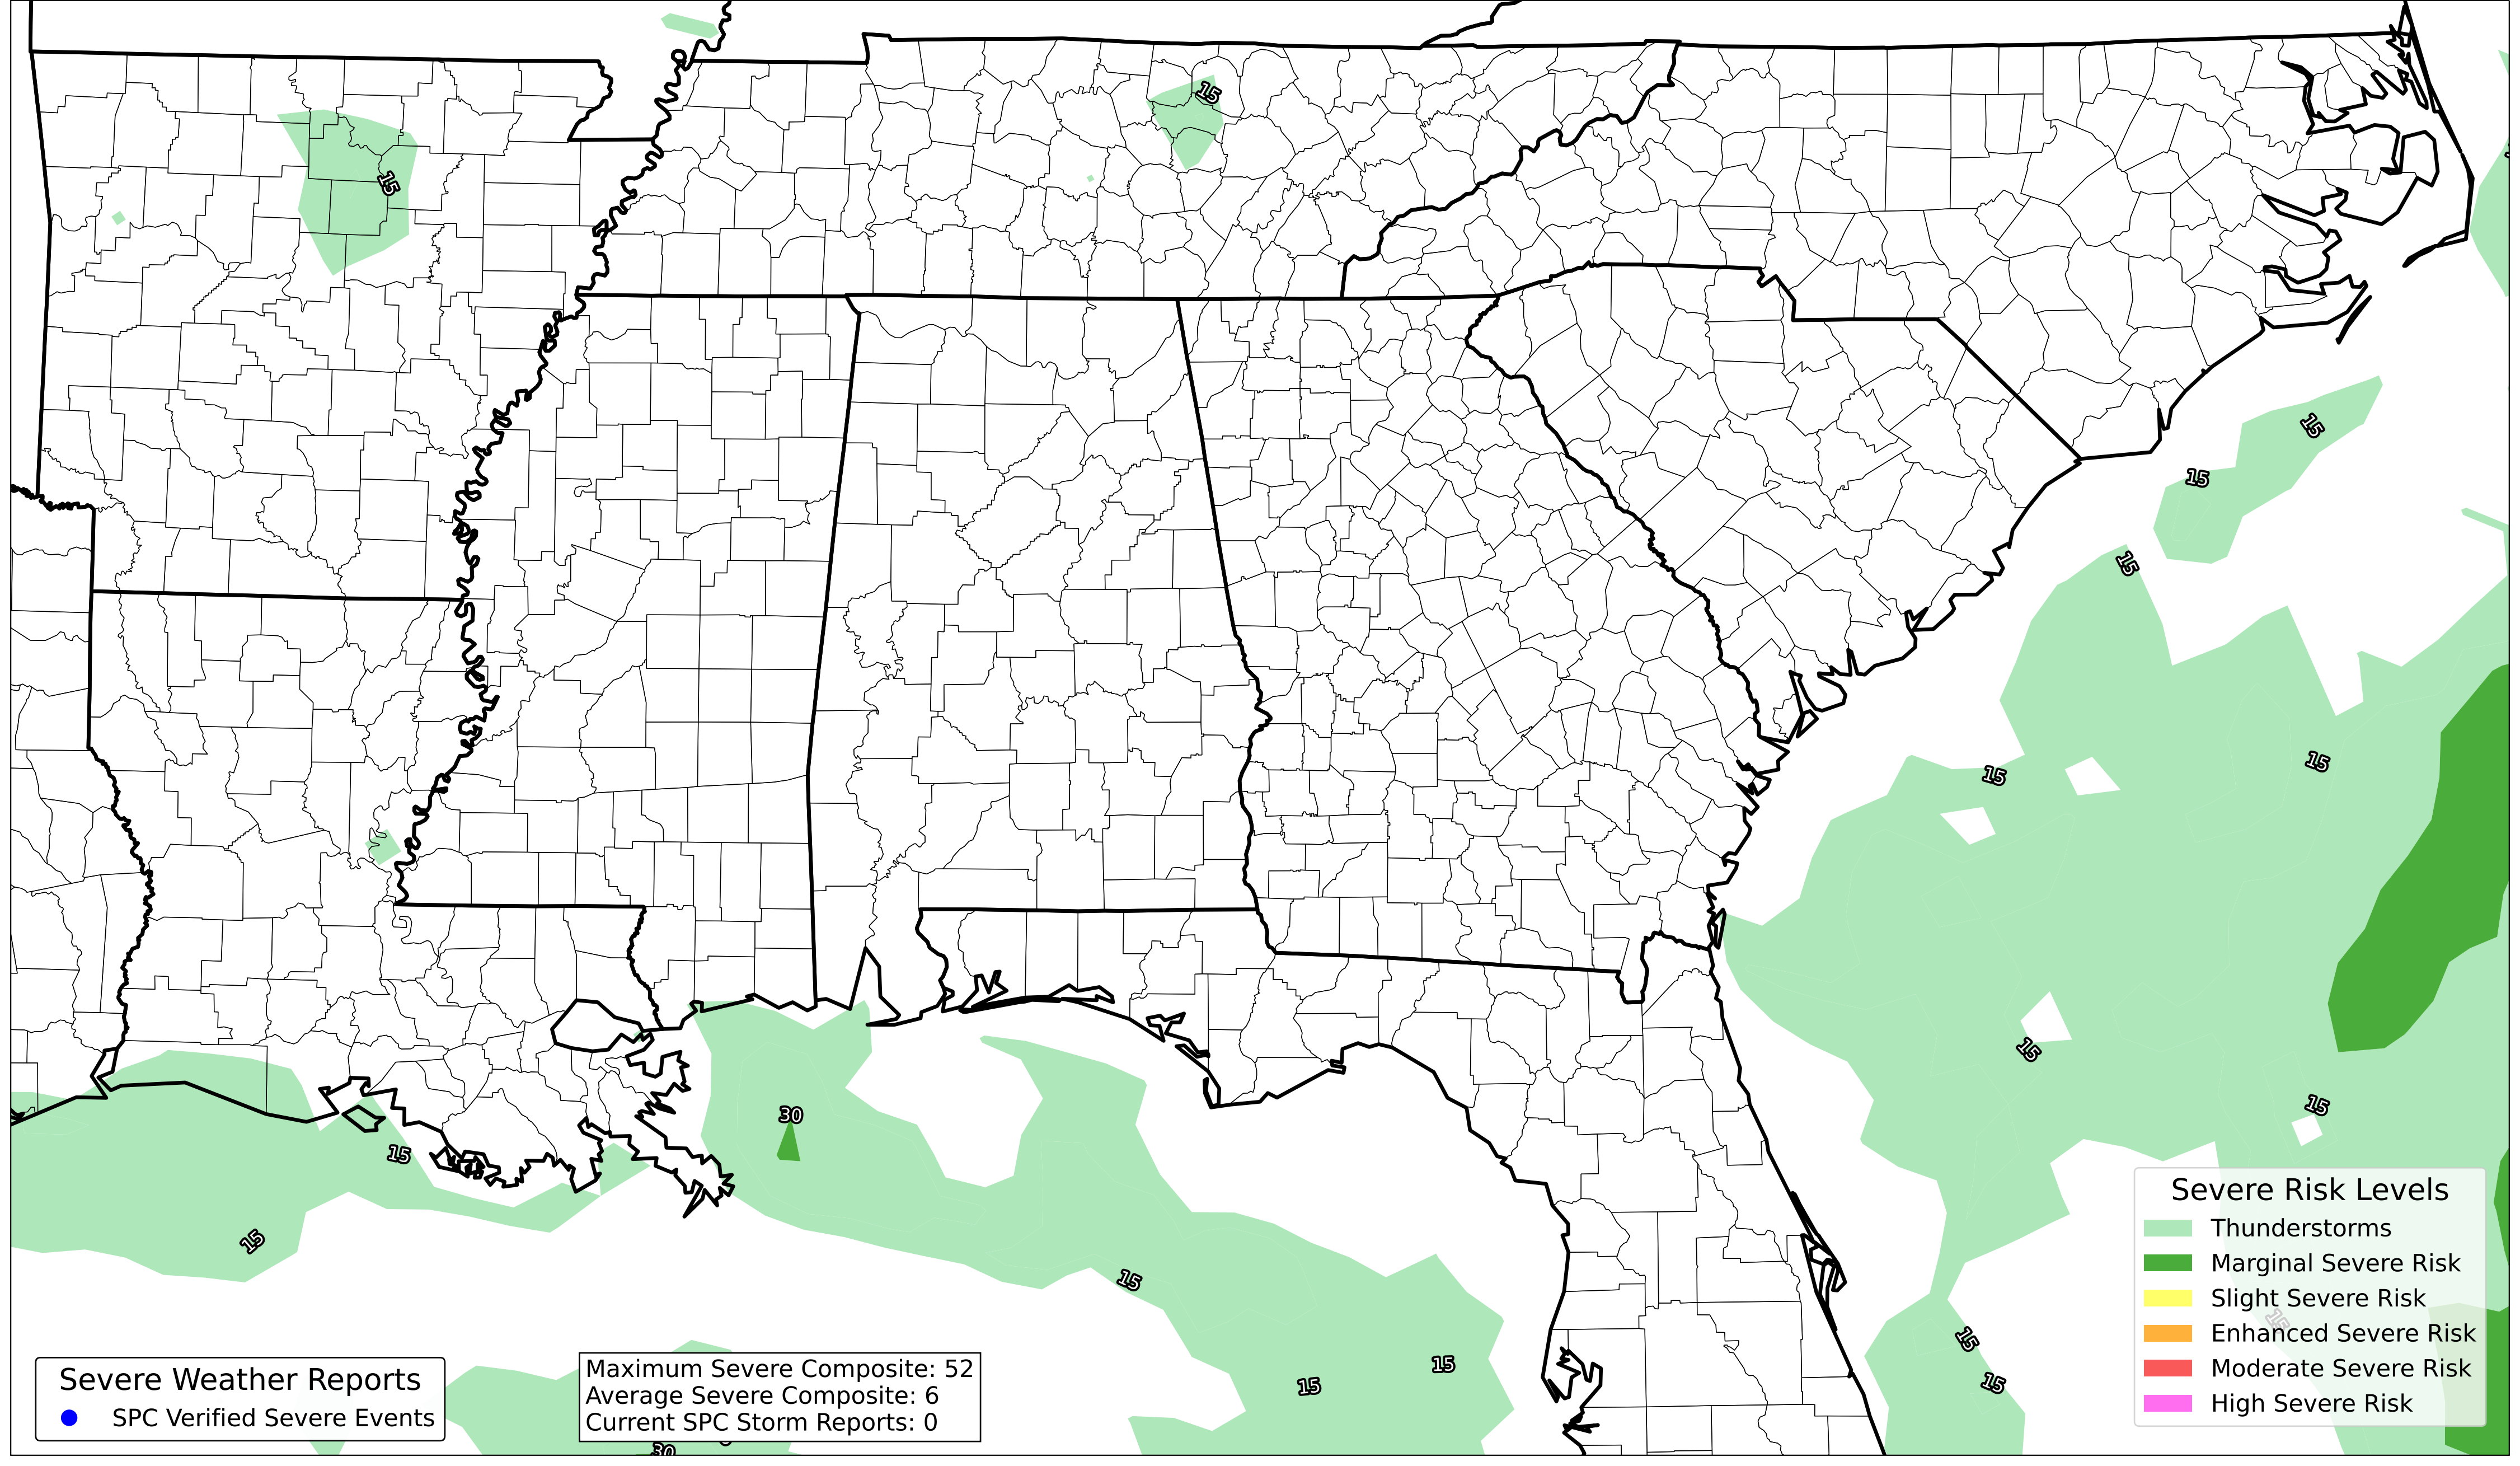 15
15
15
15
15
15
15
15
30
15
15
15
15
15
15
15
15
15
30
Severe Risk Levels
Thunderstorms
Marginal Severe Risk
Slight Severe Risk
Enhanced Severe Risk
Moderate Severe Risk
High Severe Risk
Severe Weather Reports
SPC Verified Severe Events
Maximum Severe Composite: 52
Average Severe Composite: 6
Current SPC Storm Reports: 0